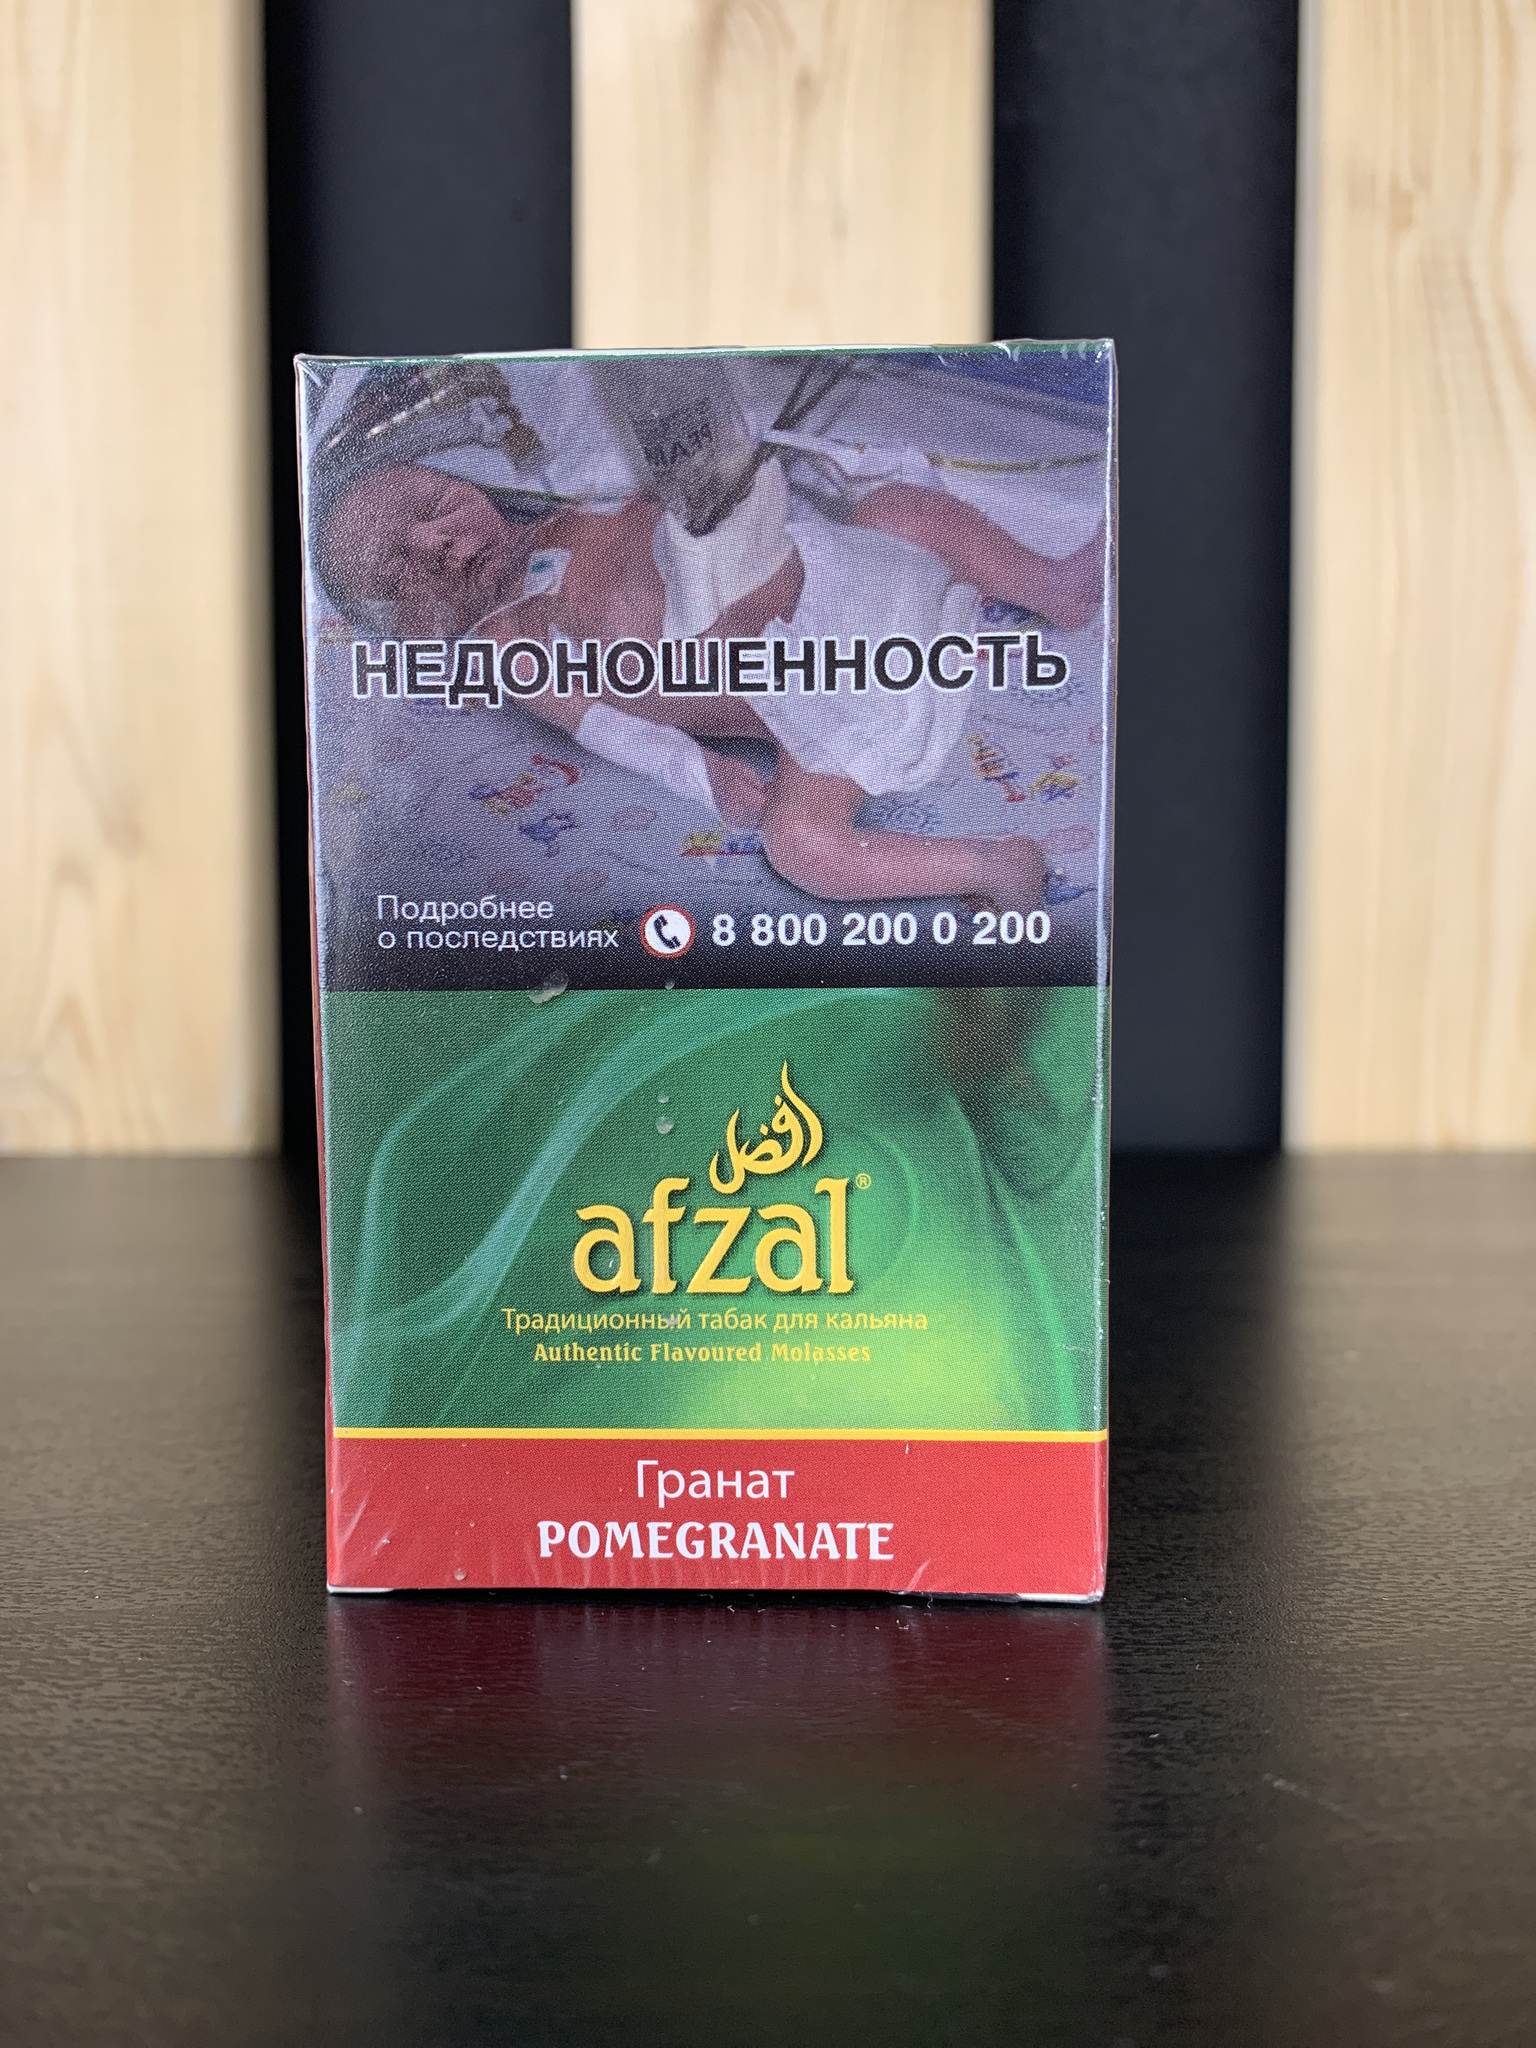 НЕДОНОШЕННОСТЬ
Подробнее
о последствиях
8 800 200 0 200
افضل
afzal®
Традиционный табак для кальяна
Authentic Flavoured Molasses
Гранат
POMEGRANATE